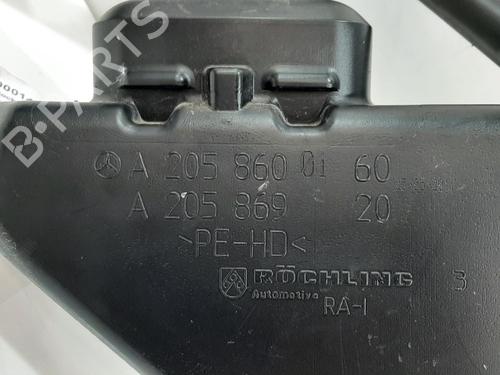 B-PARTS
A 205 860 01 60
A 205 869 20
>PE-HD<
RÖCHLING 3
Automotive
RA-I